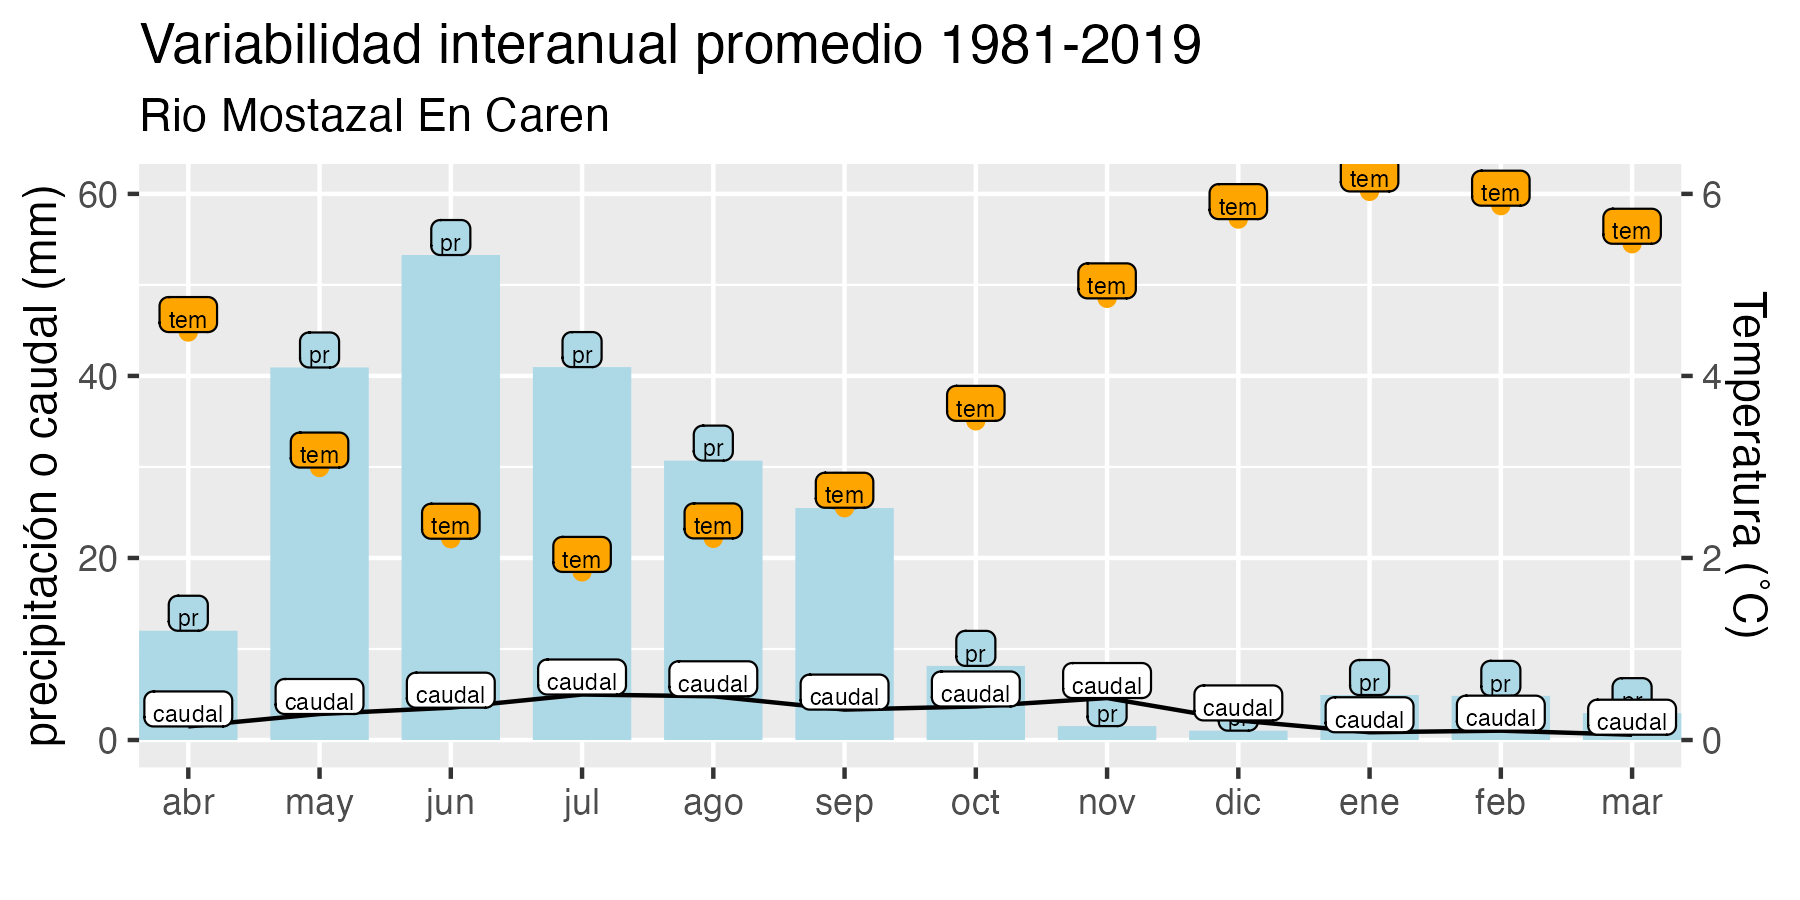 Variabilidad interanual promedio 1981-2019
Rio Mostazal En Caren
precipitación o caudal (mm)
60
40
20
0
6
4
2
0
Temperatura (°C)
tem tem tem tem tem tem tem tem tem tem tem tem
pr pr pr pr pr pr pr pr pr pr pr
caudal caudal caudal caudal caudal caudal caudal caudal caudal caudal caudal caudal
abr may jun jul ago sep oct nov dic ene feb mar